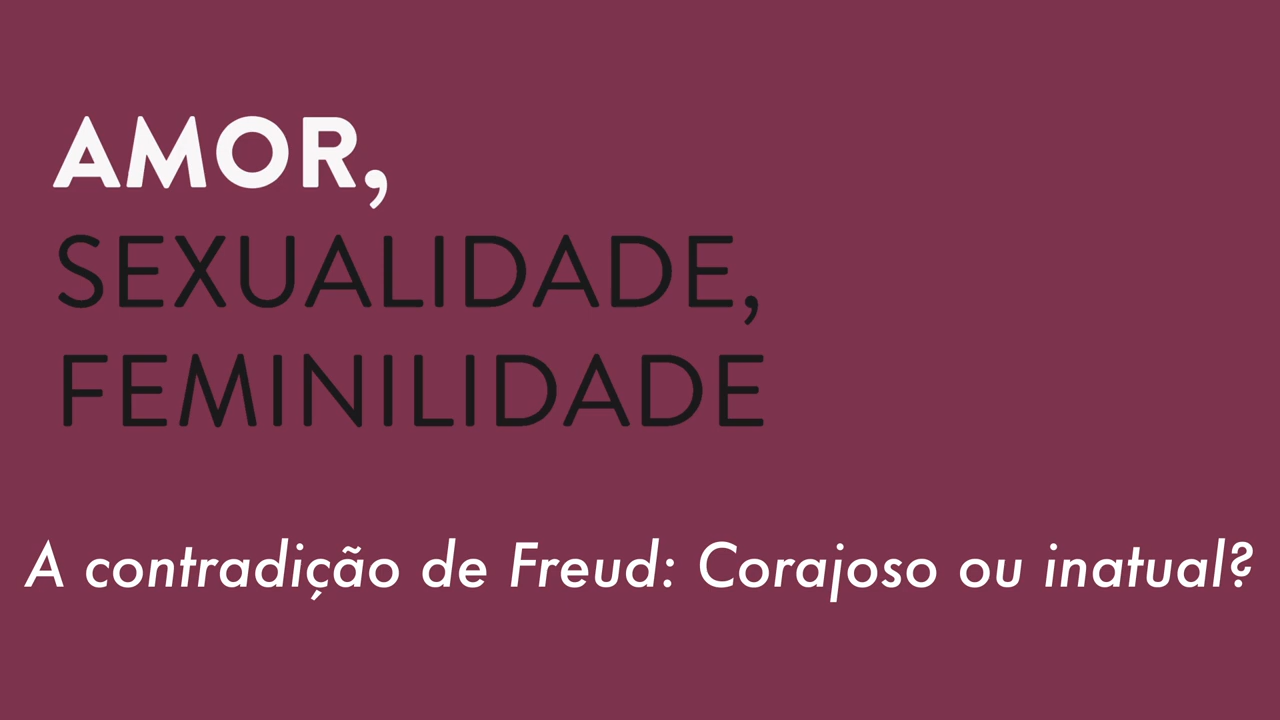 AMOR,
SEXUALIDADE,
FEMINILIDADE
A contradição de Freud: Corajoso ou inatual?